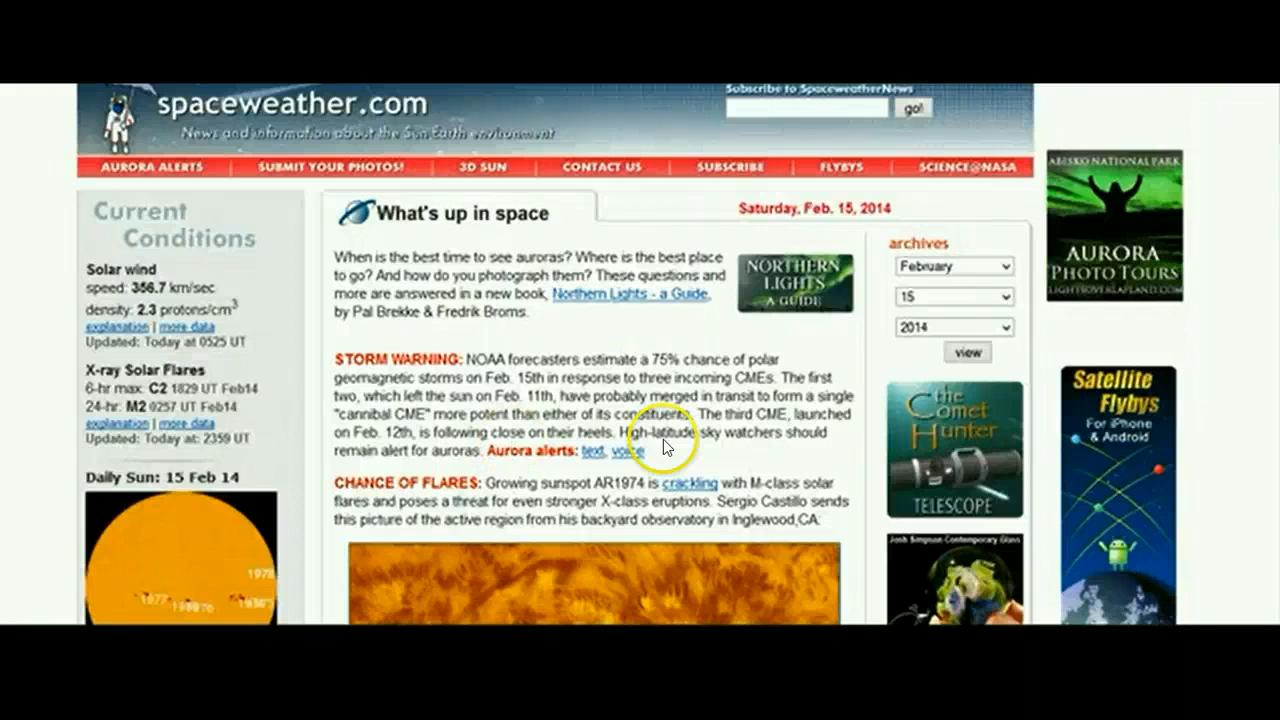 spaceweather.com
News and information about the Sun Earth environment
Subscribe to SpaceweatherNews
go!
AURORA ALERTS | SUBMIT YOUR PHOTOS! | 3D SUN | CONTACT US | SUBSCRIBE | FLYBYS | SCIENCE@NASA
Current
Conditions
Solar wind
speed: 356.7 km/sec
density: 2.3 protons/cm3
explanation | more data
Updated: Today at 0525 UT
X-ray Solar Flares
6-hr max: C2 1829 UT Feb14
24-hr: M2 0257 UT Feb14
explanation | more data
Updated: Today at: 2359 UT
Daily Sun: 15 Feb 14
1978
1977
What's up in space
Saturday, Feb. 15, 2014
When is the best time to see auroras? Where is the best place
to go? And how do you photograph them? These questions and
more are answered in a new book, Northern Lights - a Guide,
by Pal Brekke & Fredrik Broms.
NORTHERN
LIGHTS
A GUIDE
STORM WARNING: NOAA forecasters estimate a 75% chance of polar
geomagnetic storms on Feb. 15th in response to three incoming CMEs. The first
two, which left the sun on Feb. 11th, have probably merged in transit to form a single
"cannibal CME" more potent than either of its constituents. The third CME, launched
on Feb. 12th, is following close on their heels. High-latitude sky watchers should
remain alert for auroras. Aurora alerts: text, voice
CHANCE OF FLARES: Growing sunspot AR1974 is crackling with M-class solar
flares and poses a threat for even stronger X-class eruptions. Sergio Castillo sends
this picture of the active region from his backyard observatory in Inglewood,CA:
archives
February
15
2014
view
the
Comet
Hunter
TELESCOPE
Josh Simpson Contemporary Glass
ABISKO NATIONAL PARK
AURORA
PHOTO TOURS
LIGHTSOVERLAPLAND.COM
Satellite
Flybys
For iPhone
& Android